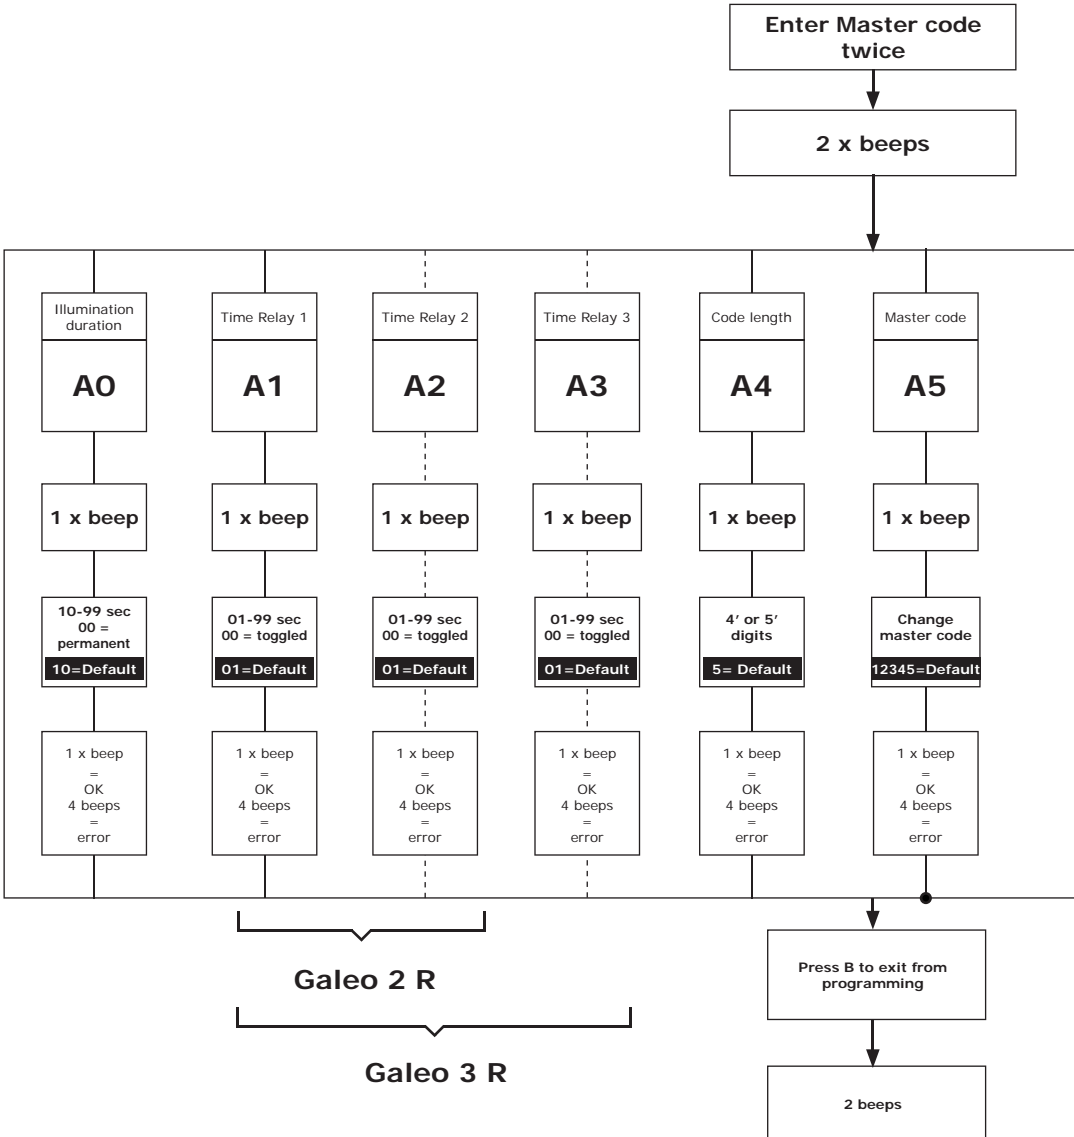 Enter Master code
twice
2 x beeps
Illumination
duration
A0
1 x beep
10-99 sec
00 =
permanent
10=Default
1 x beep
=
OK
4 beeps
=
error
Time Relay 1
A1
1 x beep
01-99 sec
00 = toggled
01=Default
1 x beep
=
OK
4 beeps
=
error
Time Relay 2
A2
1 x beep
01-99 sec
00 = toggled
01=Default
1 x beep
=
OK
4 beeps
=
error
Time Relay 3
A3
1 x beep
01-99 sec
00 = toggled
01=Default
1 x beep
=
OK
4 beeps
=
error
Code length
A4
1 x beep
4’ or 5’
digits
5= Default
1 x beep
=
OK
4 beeps
=
error
Master code
A5
1 x beep
Change
master code
12345=Default
1 x beep
=
OK
4 beeps
=
error
Galeo 2 R
Galeo 3 R
Press B to exit from
programming
2 beeps